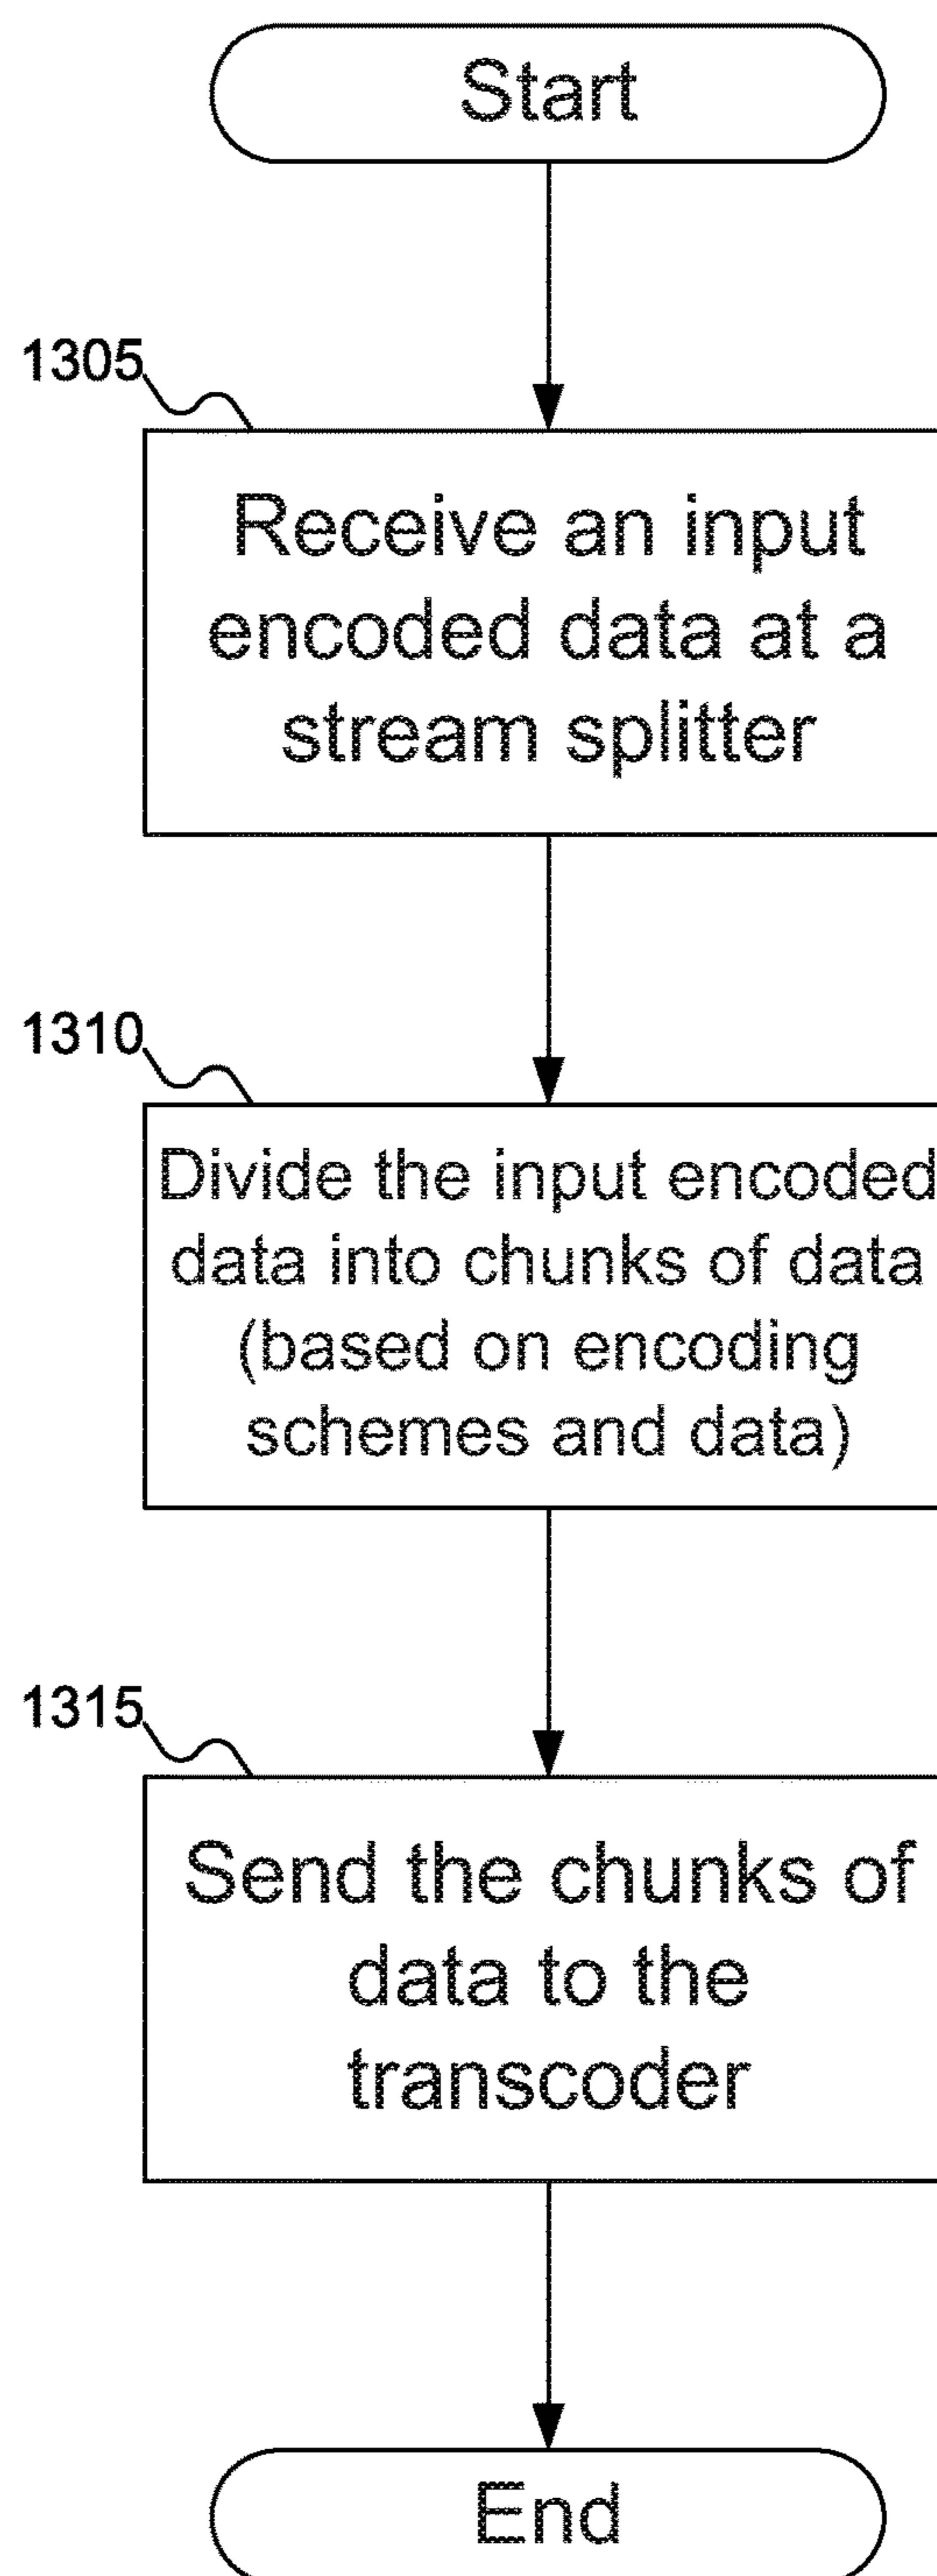 Start
1305
Receive an input
encoded data at a
stream splitter
1310
Divide the input encoded
data into chunks of data
(based on encoding
schemes and data)
1315
Send the chunks of
data to the
transcoder
End